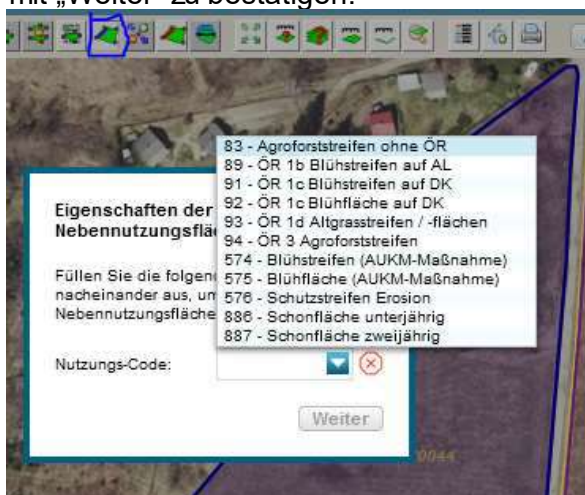 mit „Weiter“ zu bestätigen.
83 - Agroforststreifen ohne ÖR
89 - ÖR 1b Blühstreifen auf AL
91 - ÖR 1c Blühstreifen auf DK
92 - ÖR 1c Blühfläche auf DK
93 - ÖR 1d Altgrasstreifen / -flächen
94 - ÖR 3 Agroforststreifen
574 - Blühstreifen (AUKM-Maßnahme)
575 - Blühfläche (AUKM-Maßnahme)
576 - Schutzstreifen Erosion
886 - Schonfläche unterjährig
887 - Schonfläche zweijährig
Eigenschaften der
Nebennutzungsflä
Füllen Sie die folgen
nacheinander aus, un
Nebennutzungsfläche
Nutzungs-Code:
Weiter
0044